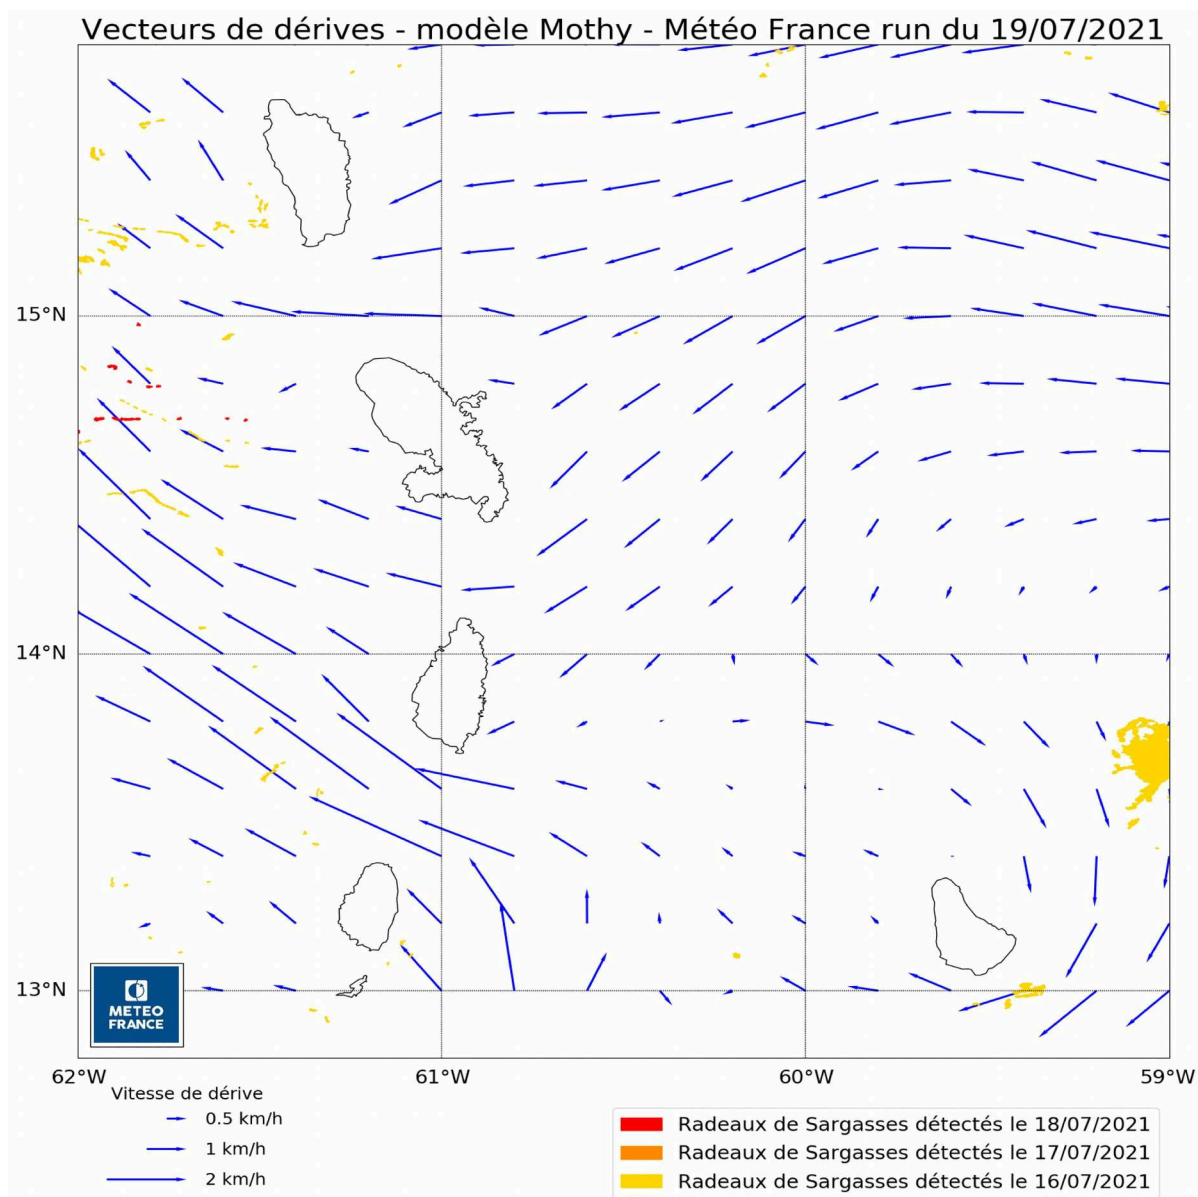 Vecteurs de dérives - modèle Mothy - Météo France run du 19/07/2021
15°N
14°N
13°N
METEO
FRANCE
62°W
61°W
60°W
59°W
Vitesse de dérive
0.5 km/h
1 km/h
2 km/h
Radeaux de Sargasses détectés le 18/07/2021
Radeaux de Sargasses détectés le 17/07/2021
Radeaux de Sargasses détectés le 16/07/2021